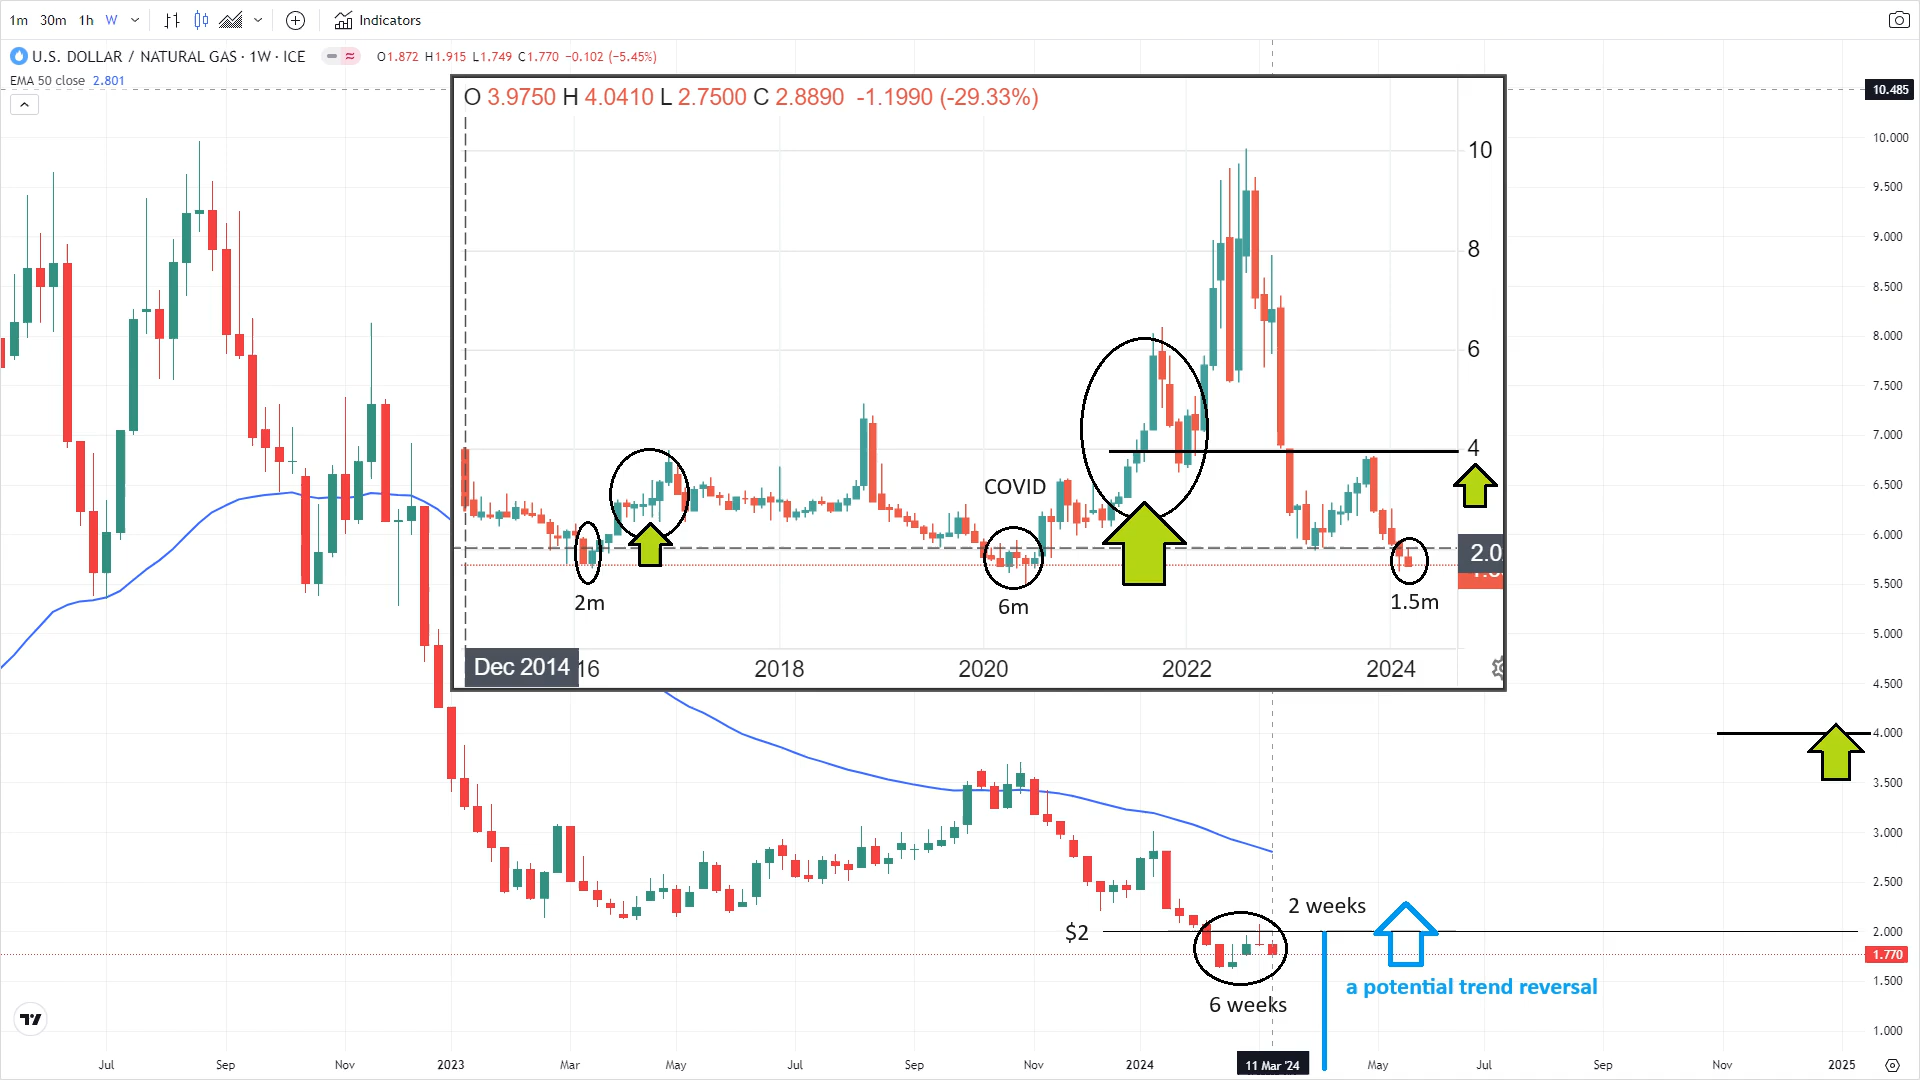 1m 30m 1h W Indicators
U.S. DOLLAR / NATURAL GAS · 1W · ICE O1.872 H1.915 L1.749 C1.770 −0.102 (−5.45%)
EMA 50 close 2.801
O 3.9750 H 4.0410 L 2.7500 C 2.8890 -1.1990 (-29.33%)
10
8
6
4
COVID
2.0
2m
6m
1.5m
Dec 2014 16 2018 2020 2022 2024
10.485
10.000
9.500
9.000
8.500
8.000
7.500
7.000
6.500
6.000
5.500
5.000
4.500
4.000
3.500
3.000
2.500
2.000
1.770
1.500
1.000
2 weeks
$2
a potential trend reversal
6 weeks
Jul Sep Nov 2023 Mar May Jul Sep Nov 2024 11 Mar '24 May Jul Sep Nov 2025